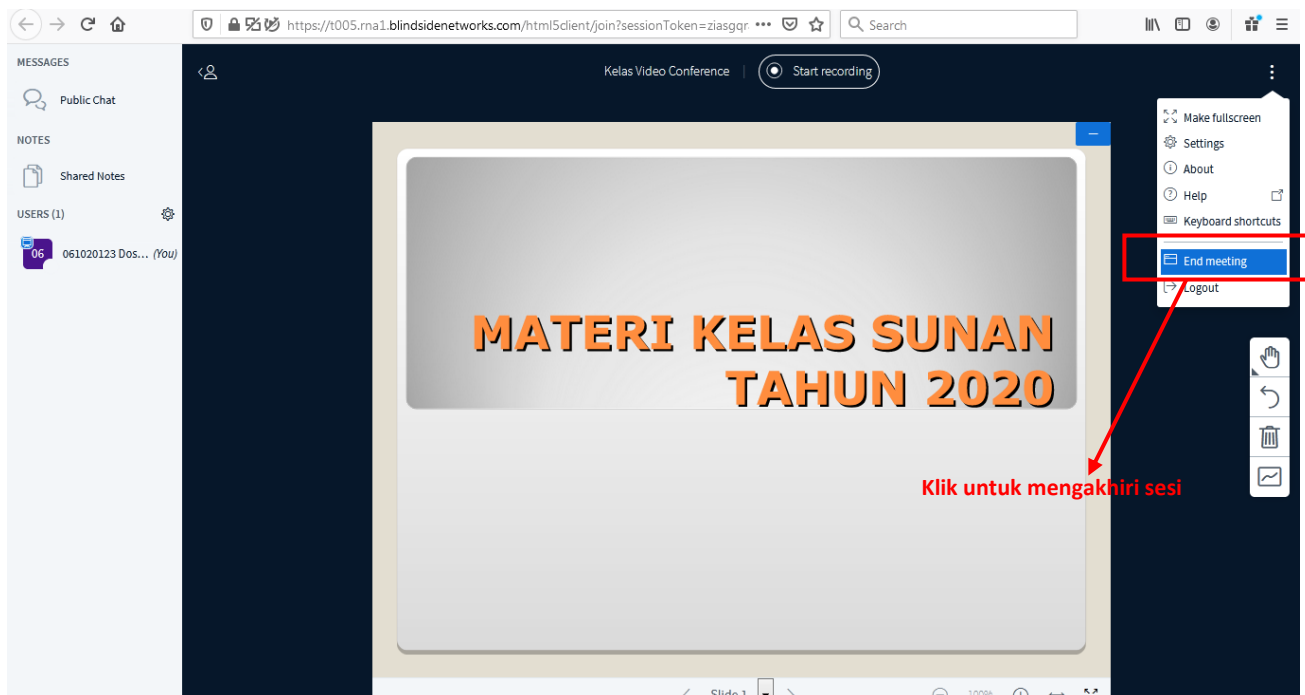 https://t005.rna1.blindsidenetworks.com/html5client/join?sessionToken=ziasgqr
Search
MESSAGES
Public Chat
NOTES
Shared Notes
USERS (1)
06
061020123 Dos... (You)
Kelas Video Conference
Start recording
Make fullscreen
Settings
About
Help
Keyboard shortcuts
End meeting
Logout
MATERI KELAS SUNAN
TAHUN 2020
Klik untuk mengakhiri sesi
Slide 1
100%